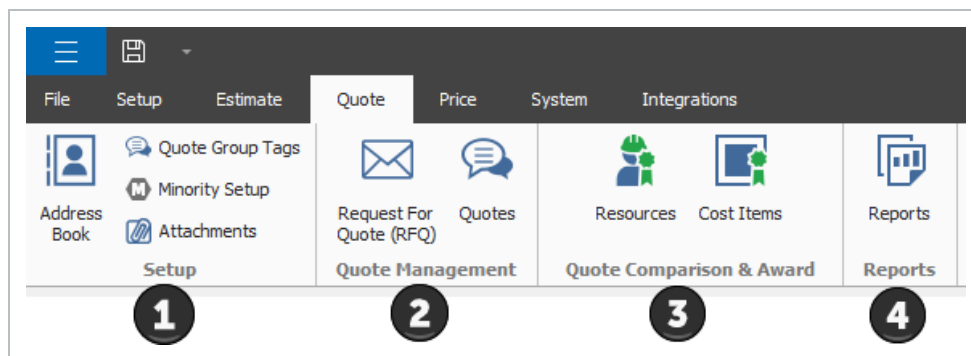 File Setup Estimate Quote Price System Integrations
Address Book
Quote Group Tags
M Minority Setup
Attachments
Request For Quote (RFQ)
Quotes
Resources
Cost Items
Reports
Setup Quote Management Quote Comparison & Award Reports
1 2 3 4